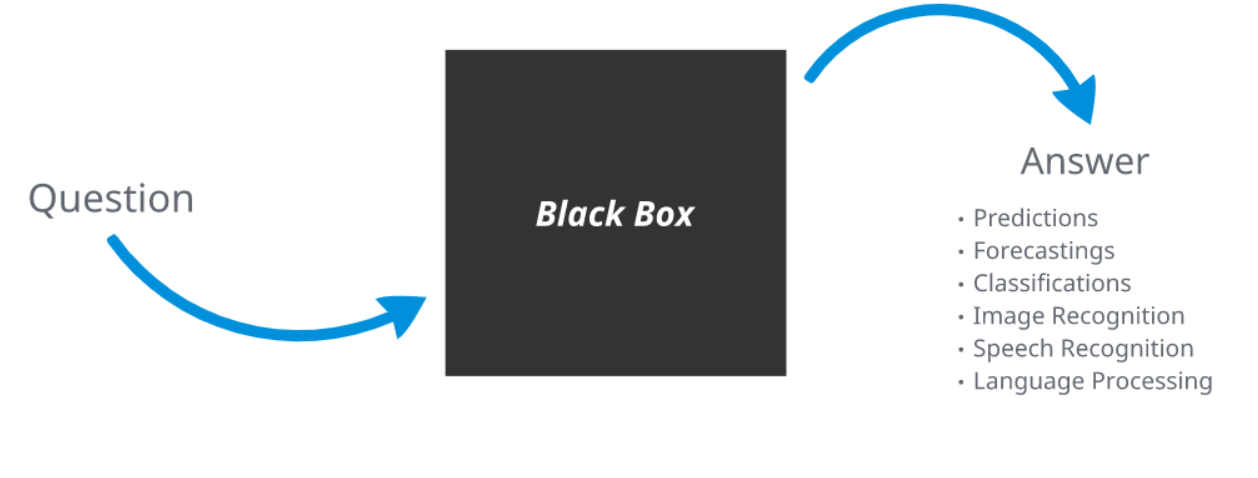 Question
Black Box
Answer
• Predictions
• Forecastings
• Classifications
• Image Recognition
• Speech Recognition
• Language Processing